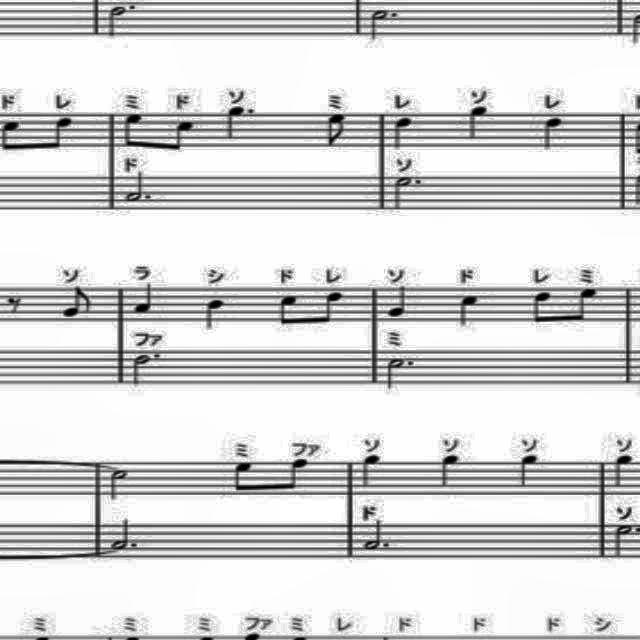 ド レ ミ ド ソ ミ レ ソ レ
ド ソ
ソ ラ シ ド レ ソ ド レ ミ
ファ ミ
ミ ファ ソ ソ ソ ソ
ド ソ
ミ ミ ミ ファ ミ レ ド ド ド シ